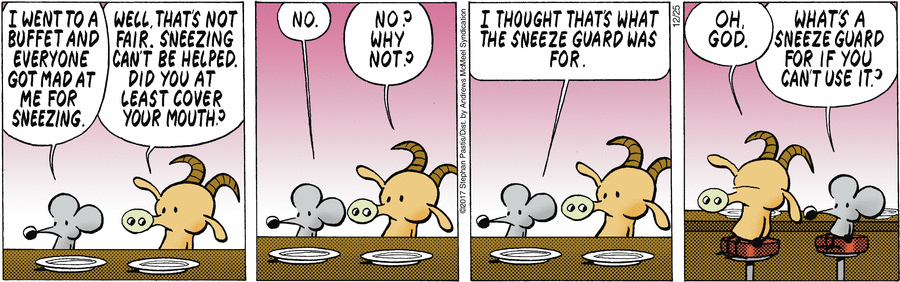 I WENT TO A
BUFFET AND
EVERYONE
GOT MAD AT
ME FOR
SNEEZING.
WELL, THAT'S NOT
FAIR. SNEEZING
CAN'T BE HELPED.
DID YOU AT
LEAST COVER
YOUR MOUTH?
NO.
NO?
WHY
NOT?
©2017 Stephan Pastis/Dist. by Andrews McMeel Syndication
I THOUGHT THAT'S WHAT
THE SNEEZE GUARD WAS
FOR.
12/25
OH,
GOD.
WHAT'S A
SNEEZE GUARD
FOR IF YOU
CAN'T USE IT?